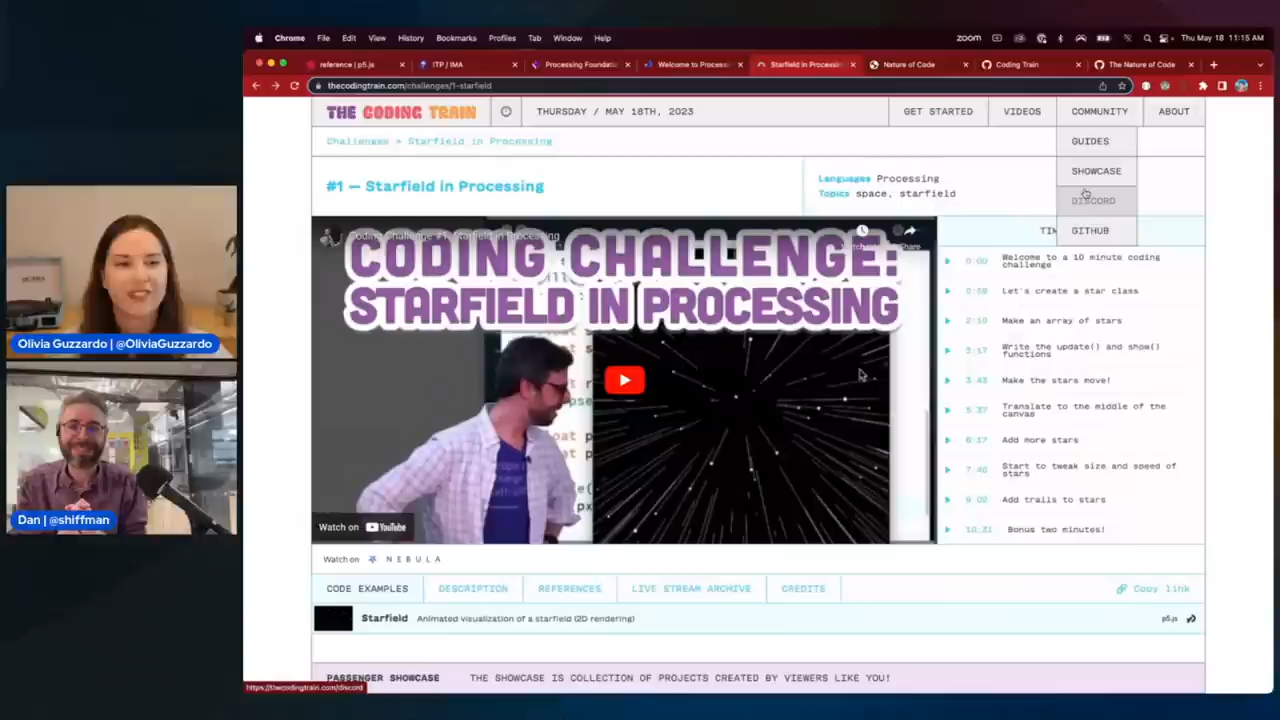 Chrome File Edit View History Bookmarks Profiles Tab Window Help
zoom
Thu May 18 11:15 AM
reference | p5.js
ITP / IMA
Processing Foundati
Welcome to Process
Starfield in Processin
Nature of Code
Coding Train
The Nature of Code
thecodingtrain.com/challenges/1-starfield
THE CODING TRAIN
THURSDAY / MAY 18TH, 2023
GET STARTED
VIDEOS
COMMUNITY
ABOUT
Challenges > Starfield in Processing
GUIDES
SHOWCASE
DISCORD
GITHUB
#1 — Starfield in Processing
Languages Processing
Topics space, starfield
Coding Challenge #1: Starfield in Processing
Share
CODING CHALLENGE:
STARFIELD IN PROCESSING
Watch on YouTube
TIM
0:00 Welcome to a 10 minute coding
challenge
0:59 Let's create a star class
2:10 Make an array of stars
3:17 Write the update() and show()
functions
3:43 Make the stars move!
5:37 Translate to the middle of the
canvas
6:17 Add more stars
7:40 Start to tweak size and speed of
stars
9:02 Add trails to stars
10:31 Bonus two minutes!
Watch on NEBULA
CODE EXAMPLES
DESCRIPTION
REFERENCES
LIVE STREAM ARCHIVE
CREDITS
Copy link
Starfield Animated visualization of a starfield (2D rendering)
p5.js
PASSENGER SHOWCASE
THE SHOWCASE IS COLLECTION OF PROJECTS CREATED BY VIEWERS LIKE YOU!
https://thecodingtrain.com/discord
Olivia Guzzardo | @OliviaGuzzardo
Dan | @shiffman